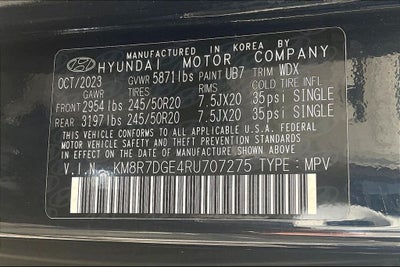 MANUFACTURED IN KOREA BY
HYUNDAI MOTOR COMPANY
OCT/2023 GVWR 5871lbs PAINT UB7 TRIM WDX
GAWR TIRES RIMS COLD TIRE INFL
FRONT 2954 lbs 245/50R20 7.5JX20 35psi SINGLE
REAR 3197 lbs 245/50R20 7.5JX20 35psi SINGLE
THIS VEHICLE CONFORMS TO ALL APPLICABLE FEDERAL
MOTOR VEHICLE SAFETY AND THEFT PREVENTION STANDARDS
IN EFFECT ON THE DATE OF MANUFACTURE SHOWN ABOVE.
V.I.N. KM8R7DGE4RU707275 TYPE: MPV